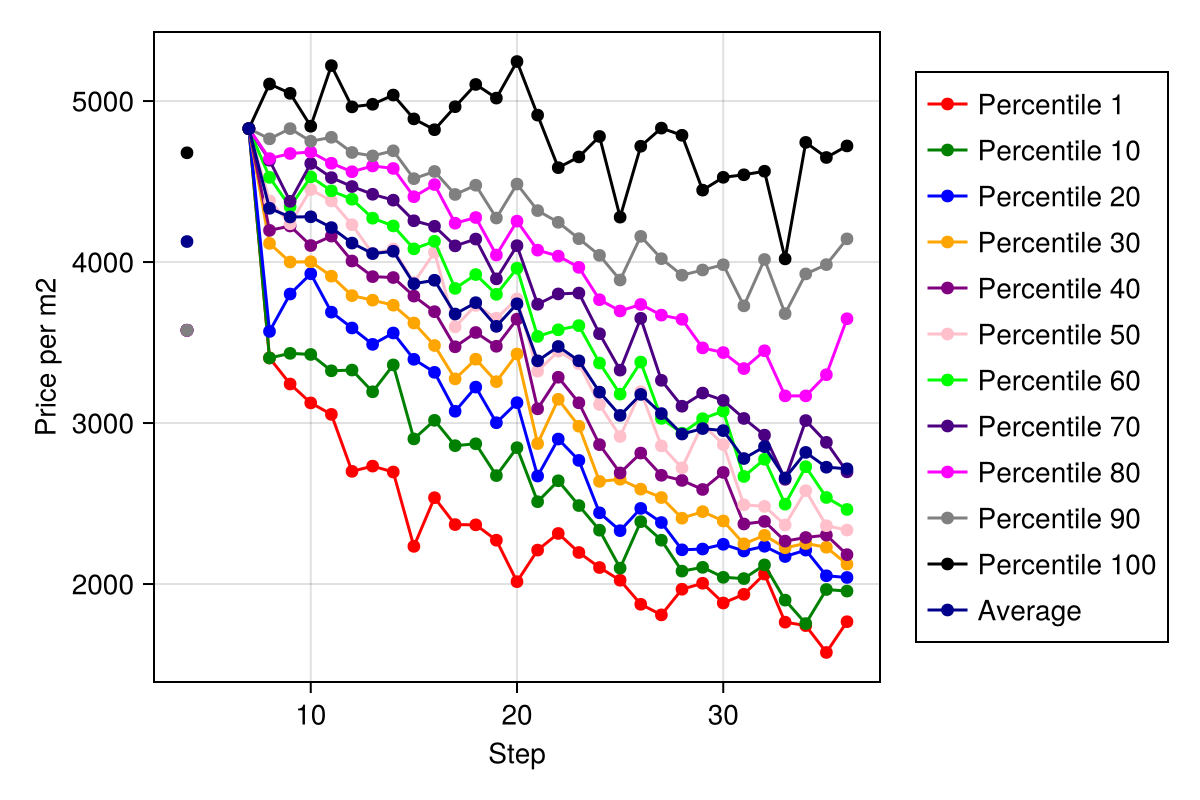 5000
4000
3000
2000
Price per m2
10
20
30
Step
Percentile 1
Percentile 10
Percentile 20
Percentile 30
Percentile 40
Percentile 50
Percentile 60
Percentile 70
Percentile 80
Percentile 90
Percentile 100
Average